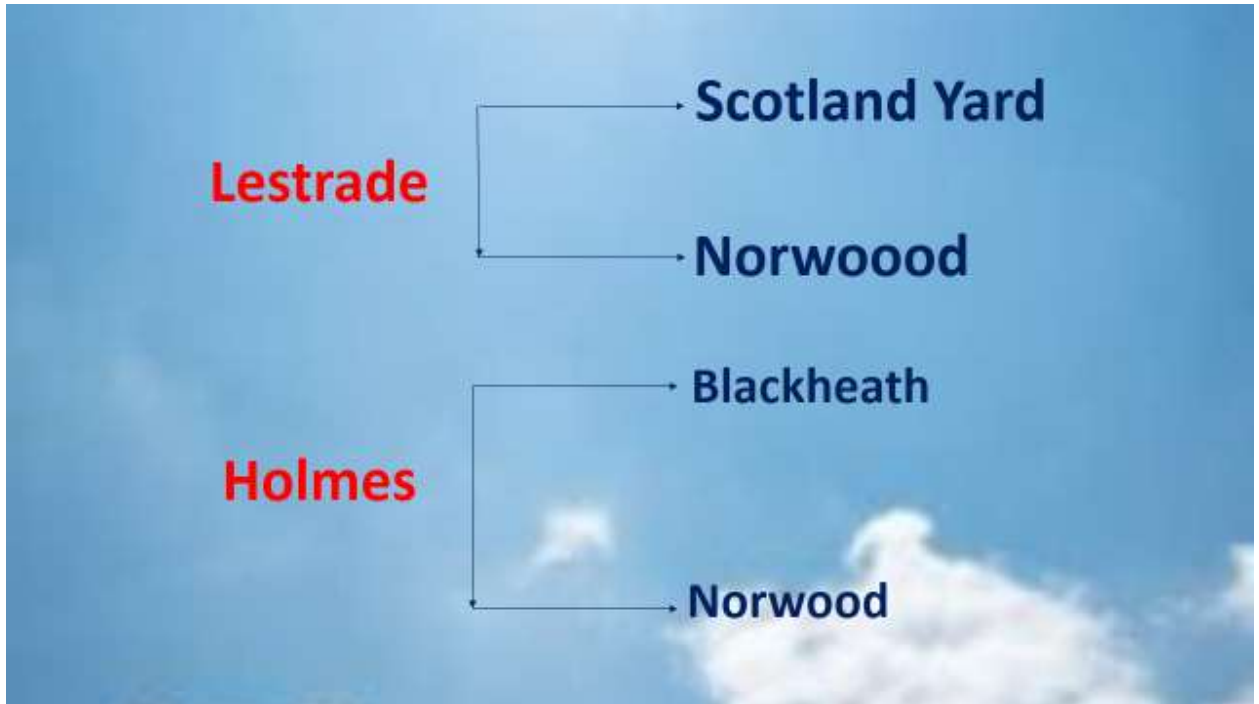 Scotland Yard
Lestrade
Norwoood
Blackheath
Holmes
Norwood